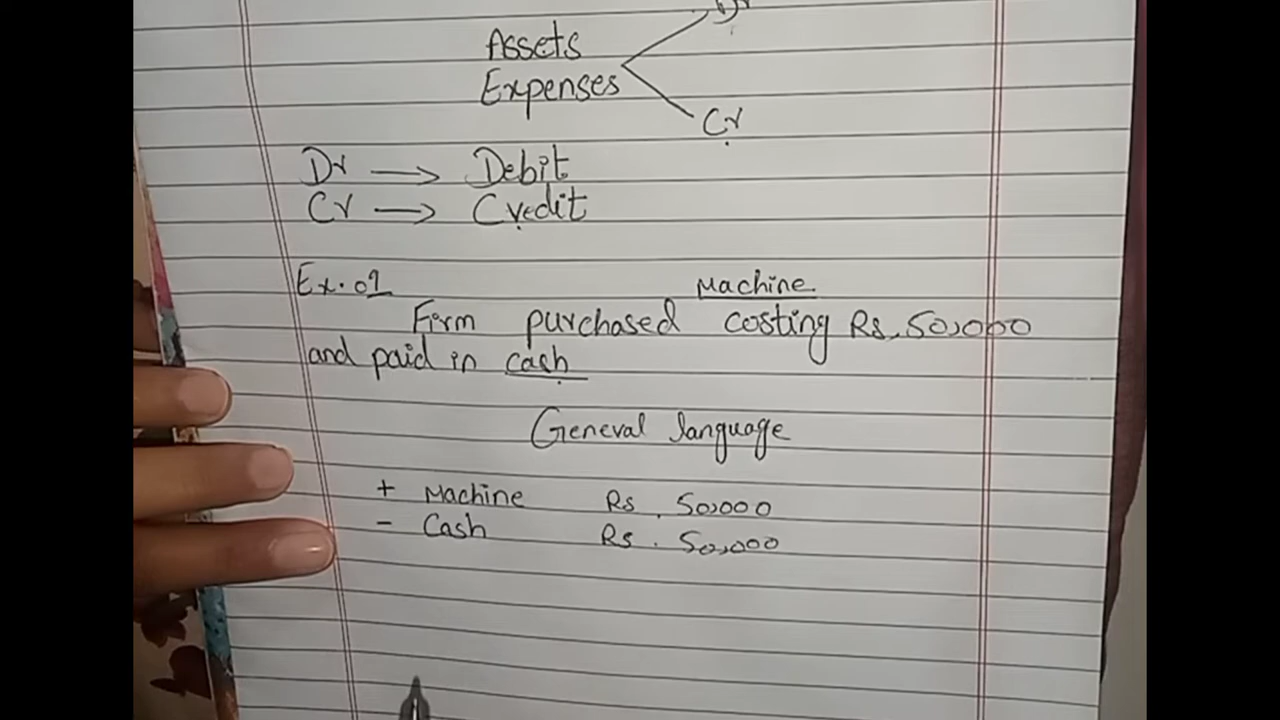 Dr
Assets
Expenses
Cr
Dr → Debit
Cr → Credit
Ex. 01
Machine
Firm purchased costing Rs. 50,000
and paid in cash
General language
+ Machine Rs. 50,000
- Cash Rs. 50,000